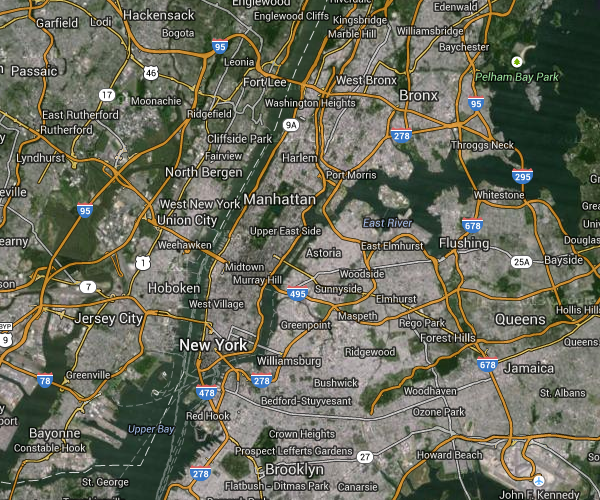 Englewood
Riverdale
Edenwald
Hackensack
Englewood Cliffs
Kingsbridge
Garfield
Lodi
Bogota
Marble Hill
Williamsbridge
95
Baychester
Leonia
Passaic
46
Fort Lee
West Bronx
Pelham Bay Park
17
Moonachie
Bronx
Washington Heights
95
East Rutherford
Ridgefield
Rutherford
9A
278
Cliffside Park
Throggs Neck
Lyndhurst
Fairview
Harlem
North Bergen
Port Morris
295
Manhattan
Whitestone
95
West New York
Union City
East River
678
Upper East Side
Flushing
Weehawken
East Elmhurst
Astoria
1
Midtown
25A
Bayside
Murray Hill
Woodside
7
Hoboken
495
Sunnyside
West Village
Elmhurst
Maspeth
Hollis Hills
Jersey City
Greenpoint
Rego Park
Queens
BYP
9
New York
Forest Hills
Ridgewood
Williamsburg
678
Jamaica
Greenville
78
278
Bushwick
478
Woodhaven
St. Albans
Bedford-Stuyvesant
Red Hook
Ozone Park
Bayonne
Upper Bay
Crown Heights
Constable Hook
Prospect Lefferts Gardens
27
Howard Beach
278
Brooklyn
St. George
Flatbush - Ditmas Park
Canarsie
John F. Kennedy